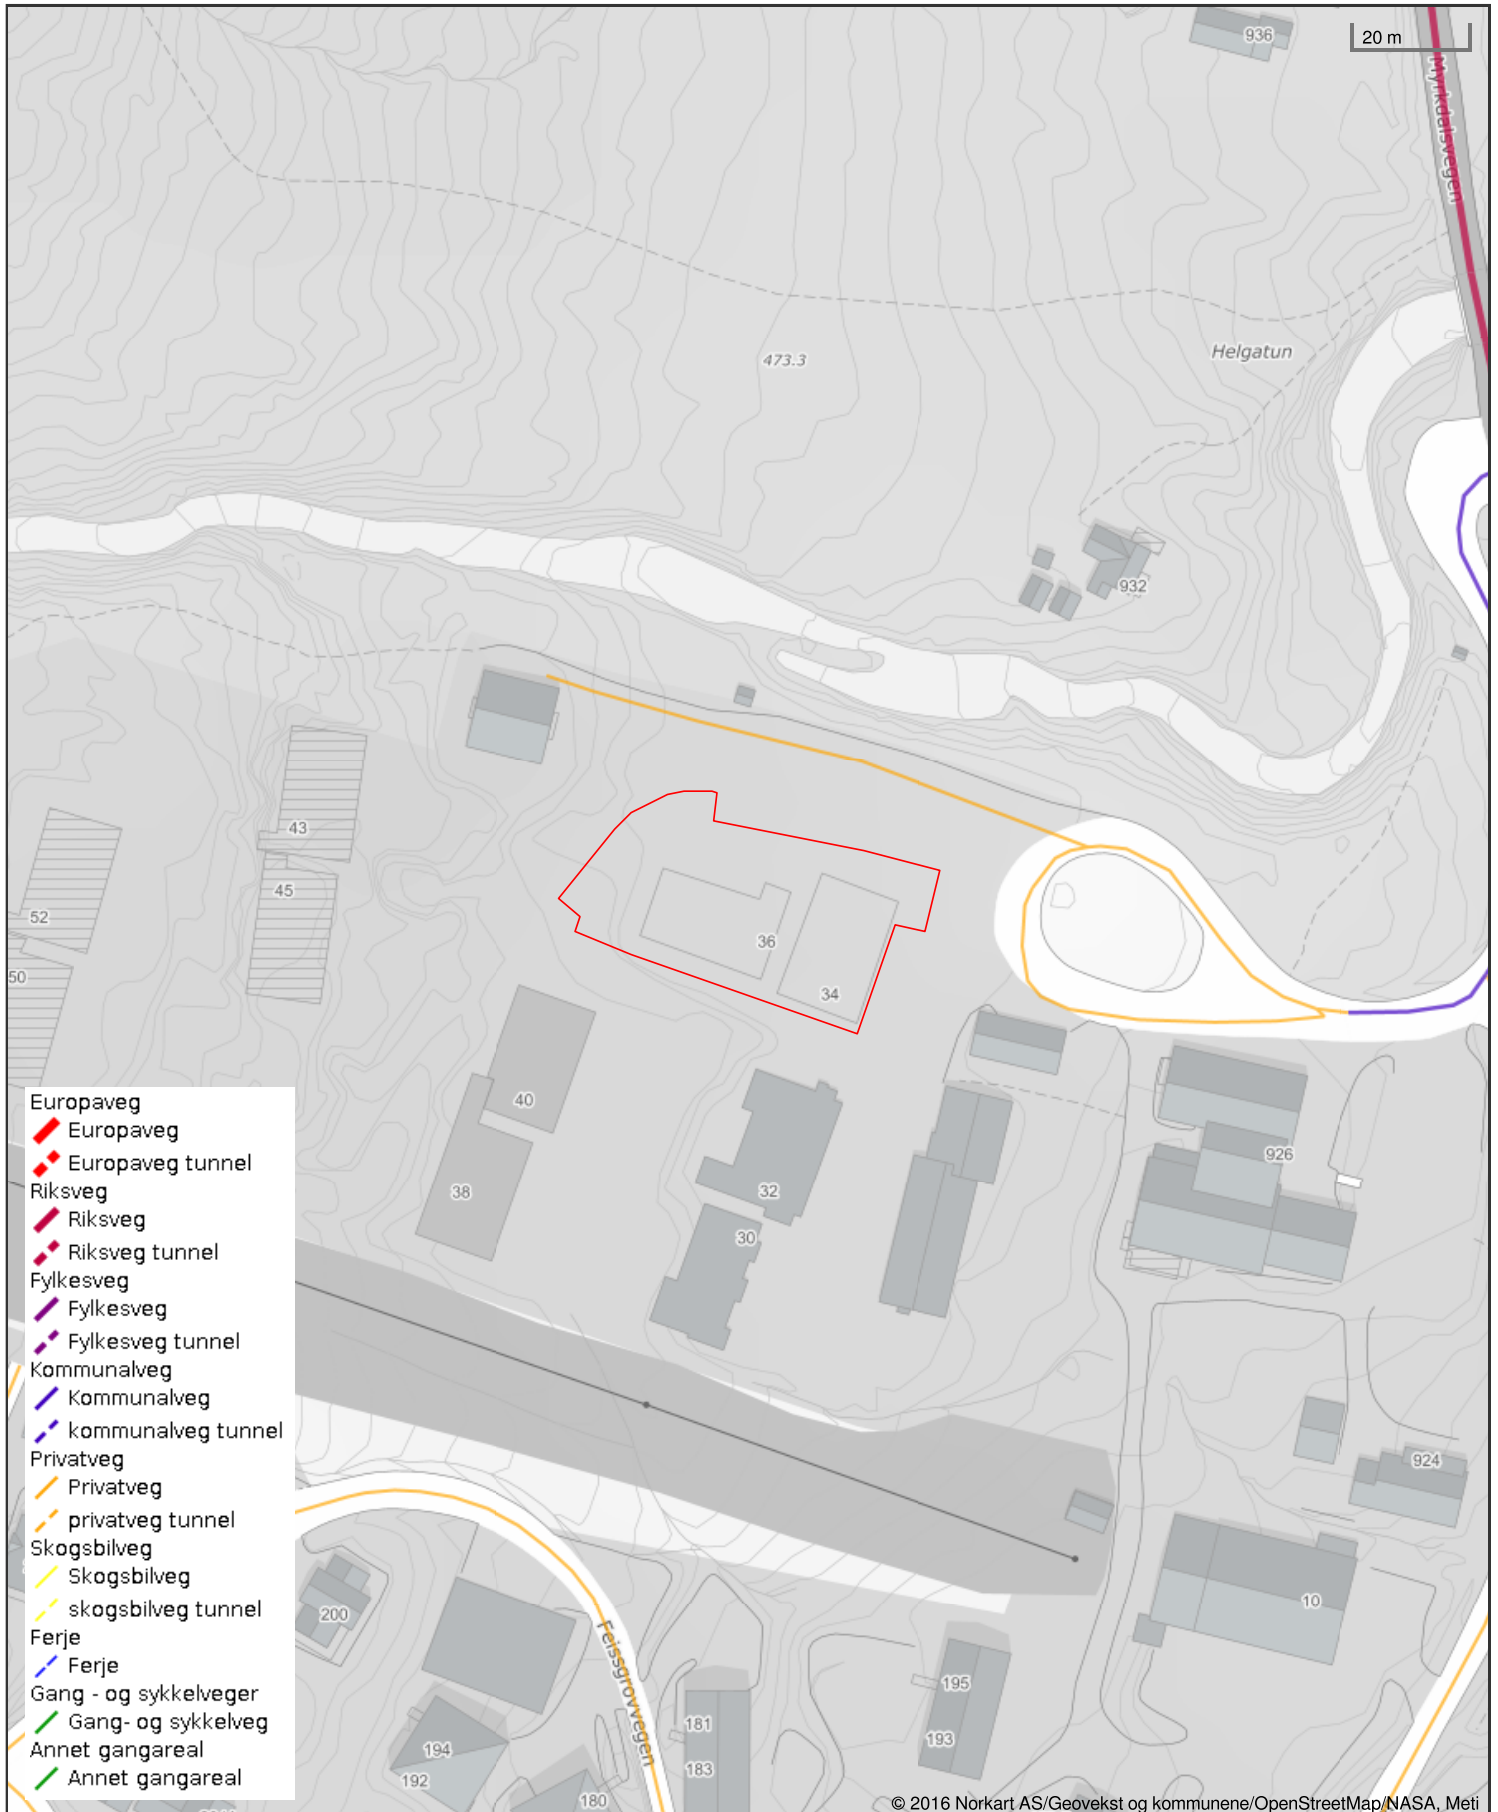 936
20 m
Myrkdalsvegen
473.3
Helgatun
932
43
45
52
50
36
34
40
38
32
30
926
924
10
200
Feissgrovvegen
195
193
181
183
194
192
180
Europaveg
Europaveg
Europaveg tunnel
Riksveg
Riksveg
Riksveg tunnel
Fylkesveg
Fylkesveg
Fylkesveg tunnel
Kommunalveg
Kommunalveg
kommunalveg tunnel
Privatveg
Privatveg
privatveg tunnel
Skogsbilveg
Skogsbilveg
skogsbilveg tunnel
Ferje
Ferje
Gang - og sykkelveger
Gang- og sykkelveg
Annet gangareal
Annet gangareal
© 2016 Norkart AS/Geovekst og kommunene/OpenStreetMap/NASA, Meti